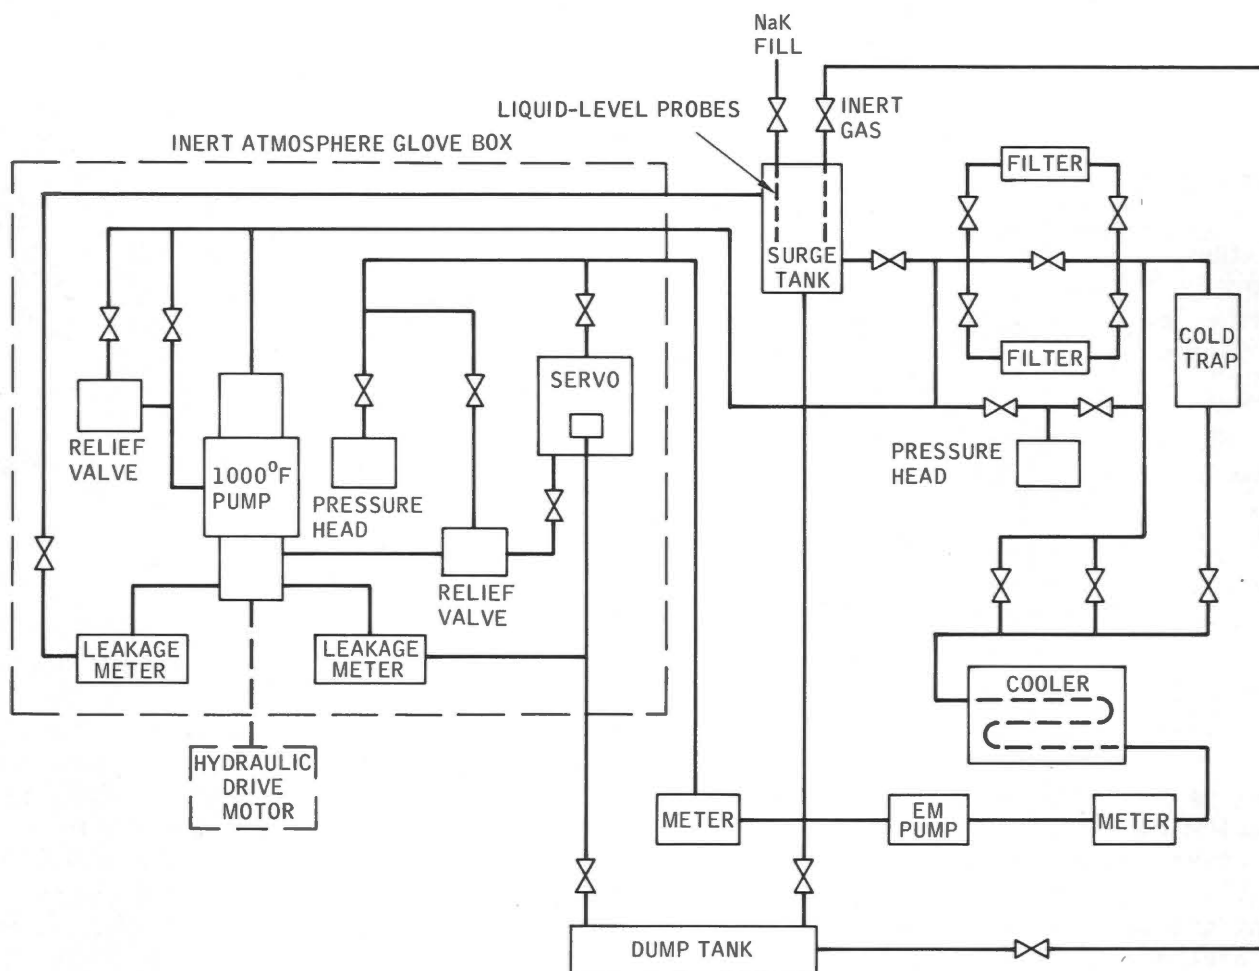 NaK
FILL
LIQUID-LEVEL PROBES
INERT
GAS
INERT ATMOSPHERE GLOVE BOX
FILTER
SURGE
TANK
FILTER
COLD
TRAP
SERVO
RELIEF
VALVE
1000°F
PUMP
PRESSURE
HEAD
PRESSURE
HEAD
RELIEF
VALVE
LEAKAGE
METER
LEAKAGE
METER
COOLER
HYDRAULIC
DRIVE
MOTOR
METER
EM
PUMP
METER
DUMP TANK